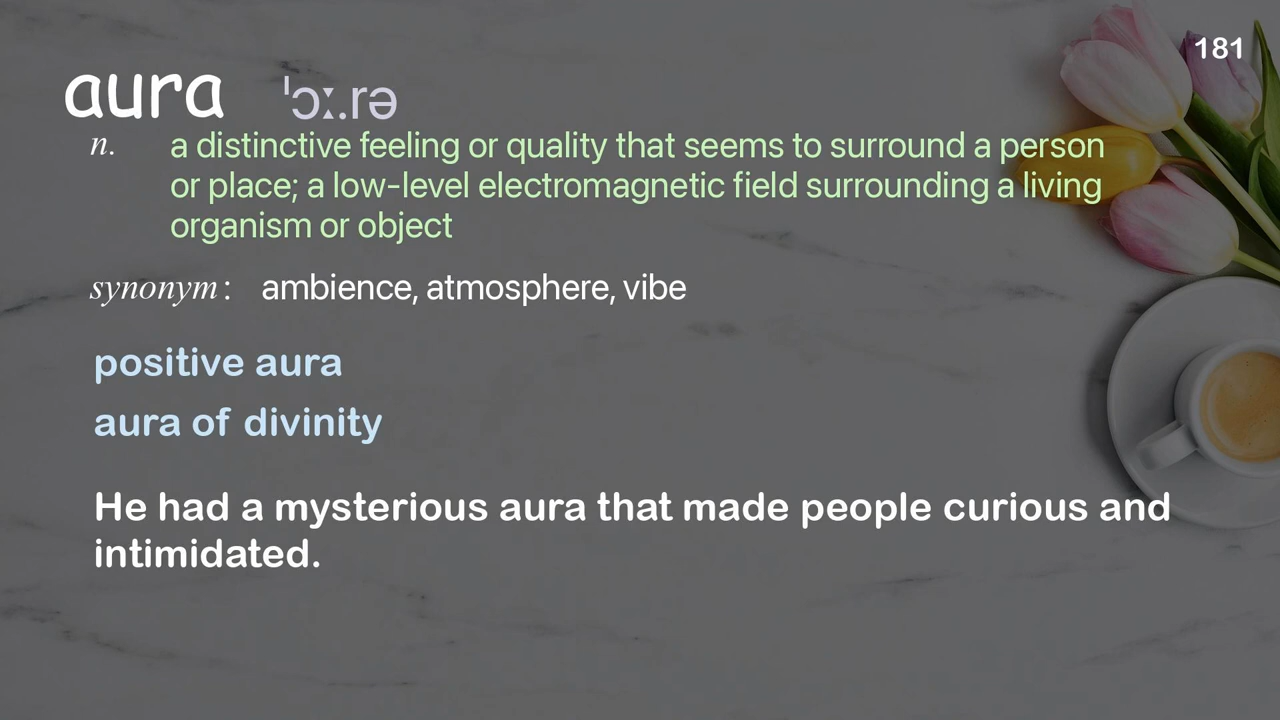 181
aura ˈɔː.rə
n. a distinctive feeling or quality that seems to surround a person
or place; a low-level electromagnetic field surrounding a living
organism or object
synonym: ambience, atmosphere, vibe
positive aura
aura of divinity
He had a mysterious aura that made people curious and
intimidated.